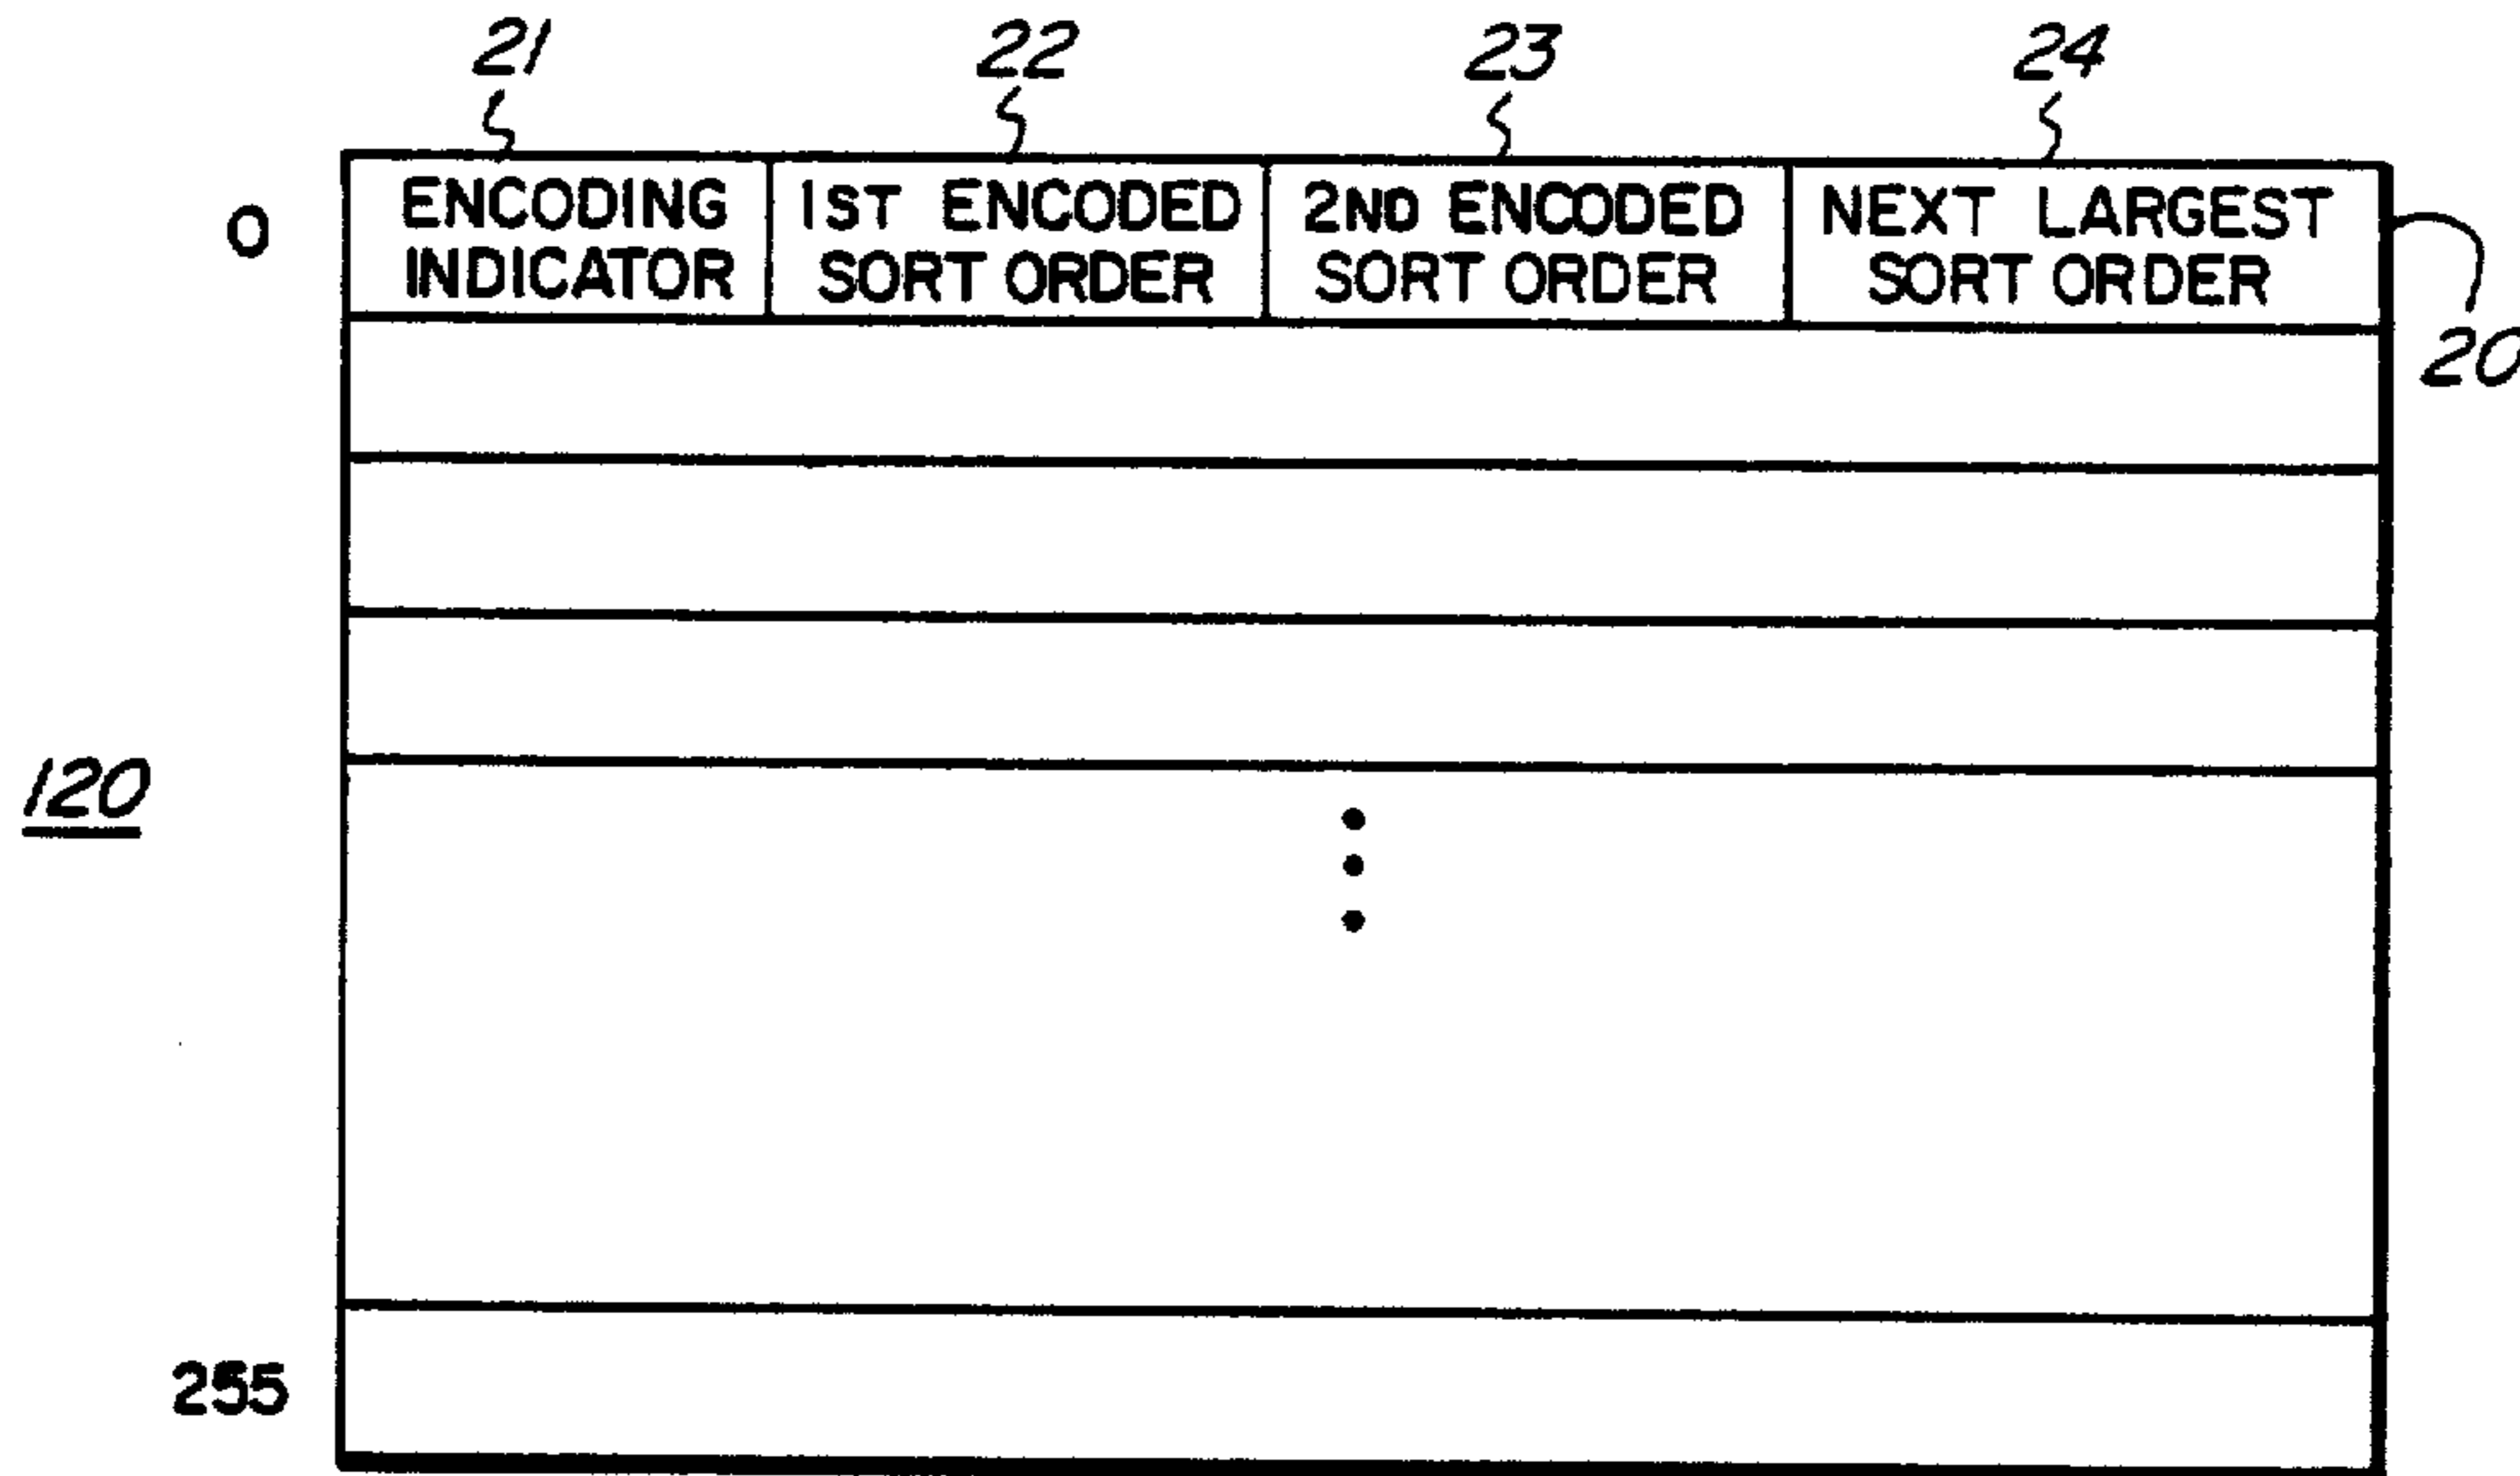 21 22 23 24
0 ENCODING INDICATOR 1ST ENCODED SORT ORDER 2ND ENCODED SORT ORDER NEXT LARGEST SORT ORDER
20
120
255